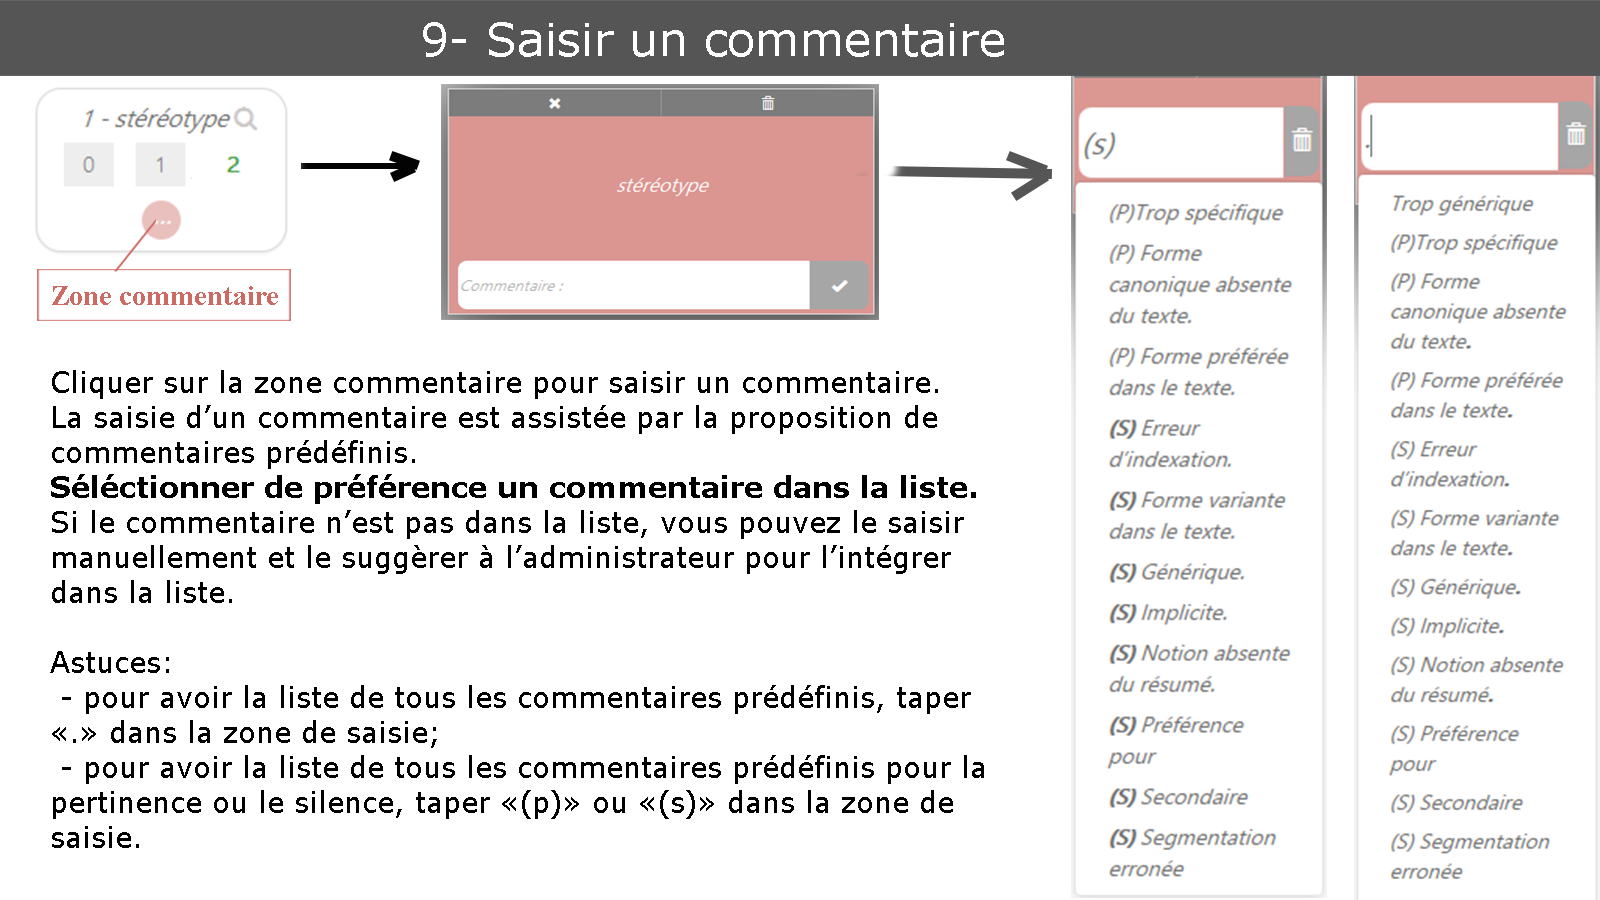 9- Saisir un commentaire
1 - stéréotype
0 1 2
...
Zone commentaire
stéréotype
Commentaire :
Cliquer sur la zone commentaire pour saisir un commentaire.
La saisie d’un commentaire est assistée par la proposition de
commentaires prédéfinis.
Séléctionner de préférence un commentaire dans la liste.
Si le commentaire n’est pas dans la liste, vous pouvez le saisir
manuellement et le suggèrer à l’administrateur pour l’intégrer
dans la liste.
Astuces:
- pour avoir la liste de tous les commentaires prédéfinis, taper
«.» dans la zone de saisie;
- pour avoir la liste de tous les commentaires prédéfinis pour la
pertinence ou le silence, taper «(p)» ou «(s)» dans la zone de
saisie.
(s)
(P)Trop spécifique
(P) Forme
canonique absente
du texte.
(P) Forme préférée
dans le texte.
(S) Erreur
d’indexation.
(S) Forme variante
dans le texte.
(S) Générique.
(S) Implicite.
(S) Notion absente
du résumé.
(S) Préférence
pour
(S) Secondaire
(S) Segmentation
erronée
.
Trop générique
(P)Trop spécifique
(P) Forme
canonique absente
du texte.
(P) Forme préférée
dans le texte.
(S) Erreur
d’indexation.
(S) Forme variante
dans le texte.
(S) Générique.
(S) Implicite.
(S) Notion absente
du résumé.
(S) Préférence
pour
(S) Secondaire
(S) Segmentation
erronée